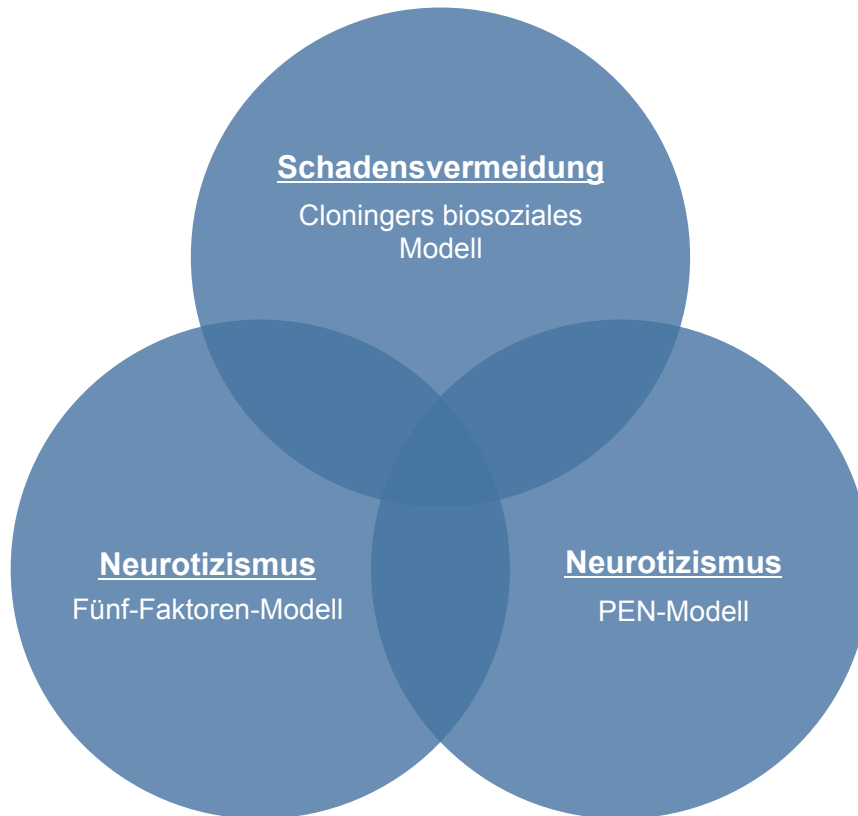 Schadensvermeidung
Cloningers biosoziales
Modell
Neurotizismus
Fünf-Faktoren-Modell
Neurotizismus
PEN-Modell